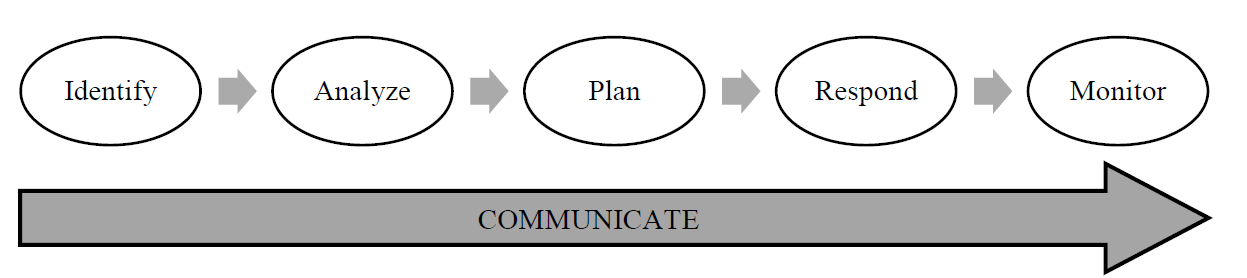 Identify
Analyze
Plan
Respond
Monitor
COMMUNICATE